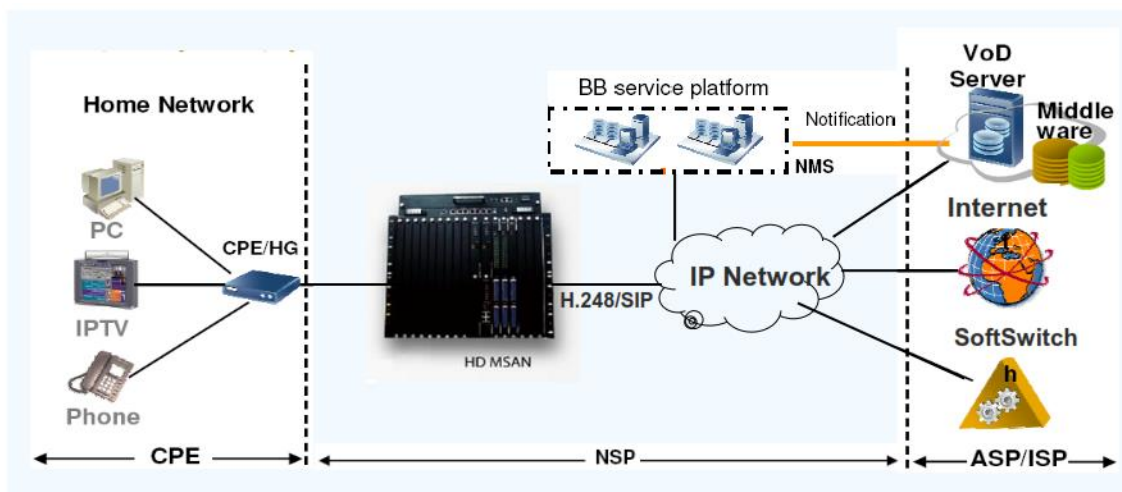 Home Network
PC
IPTV
Phone
CPE/HG
HD MSAN
H.248/SIP
BB service platform
NMS
Notification
IP Network
VoD
Server
Middle
ware
Internet
SoftSwitch
h
CPE
NSP
ASP/ISP